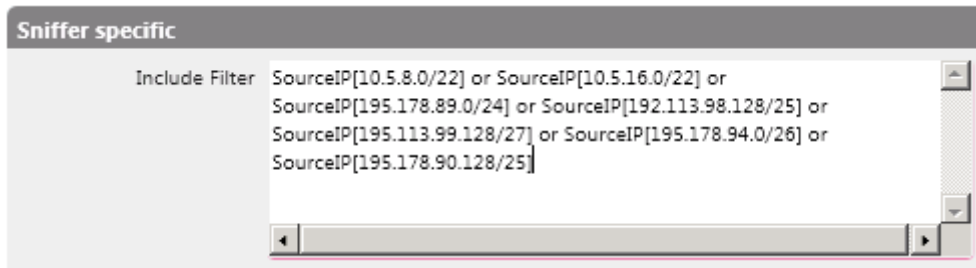 Sniffer specific
Include Filter SourceIP[10.5.8.0/22] or SourceIP[10.5.16.0/22] or
SourceIP[195.178.89.0/24] or SourceIP[192.113.98.128/25] or
SourceIP[195.113.99.128/27] or SourceIP[195.178.94.0/26] or
SourceIP[195.178.90.128/25]